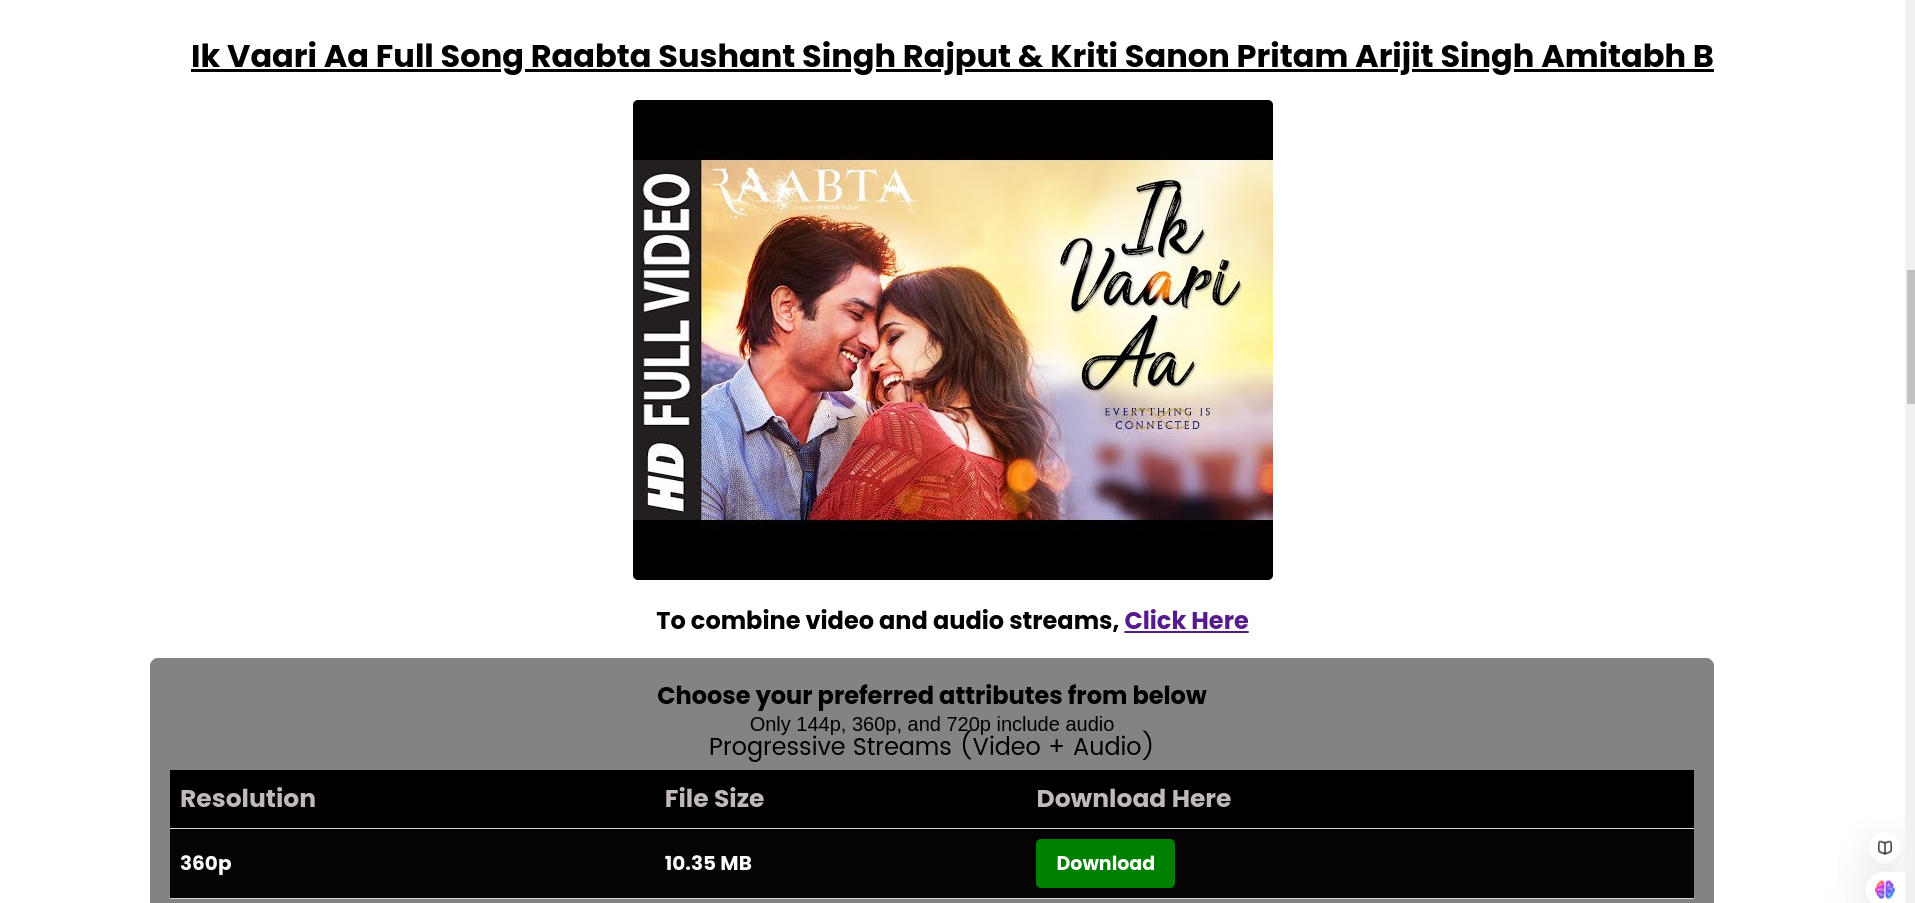 Ik Vaari Aa Full Song Raabta Sushant Singh Rajput & Kriti Sanon Pritam Arijit Singh Amitabh B
HD FULL VIDEO
RAABTA
Ik
Vaari
Aa
EVERYTHING IS
CONNECTED
To combine video and audio streams, Click Here
Choose your preferred attributes from below
Only 144p, 360p, and 720p include audio
Progressive Streams (Video + Audio)
Resolution File Size Download Here
360p 10.35 MB Download